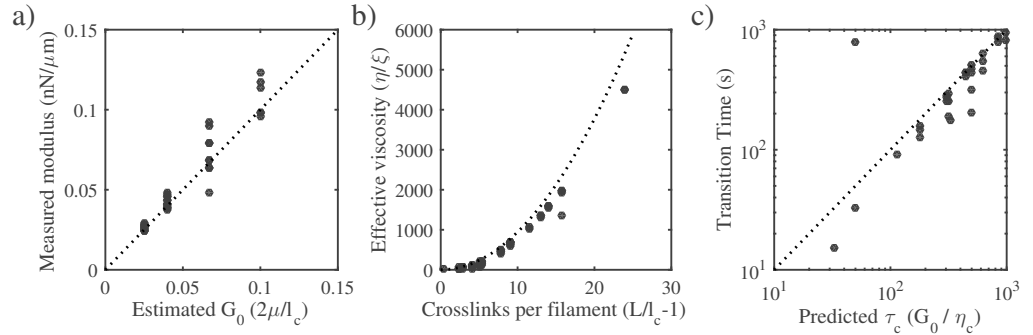 a)
Measured modulus (nN/μm)
0.15
0.1
0.05
0
0
0.05
0.1
0.15
Estimated G0 (2μ/lc)
b)
Effective viscosity (η/ξ)
6000
5000
4000
3000
2000
1000
0
0
10
20
30
Crosslinks per filament (L/lc-1)
c)
Transition Time (s)
10^3
10^2
10^1
10^1
10^2
10^3
Predicted τc (G0 / ηc)